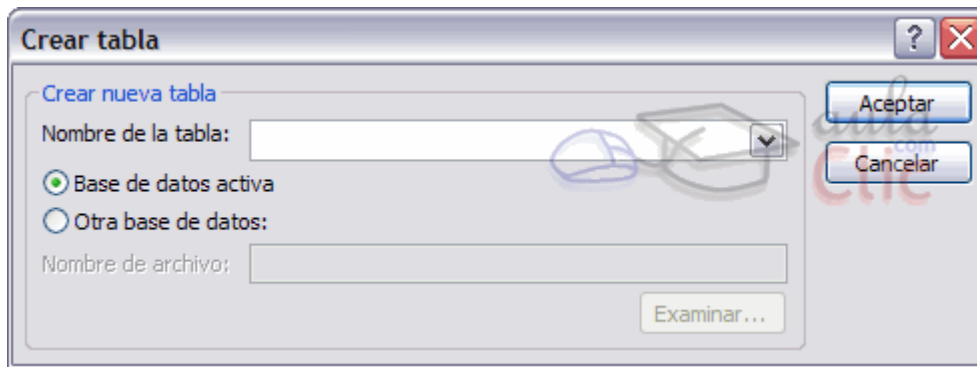 Crear tabla
Crear nueva tabla
Nombre de la tabla:
Base de datos activa
Otra base de datos:
Nombre de archivo:
Examinar...
Aceptar
Cancelar
aula
.com
Clic